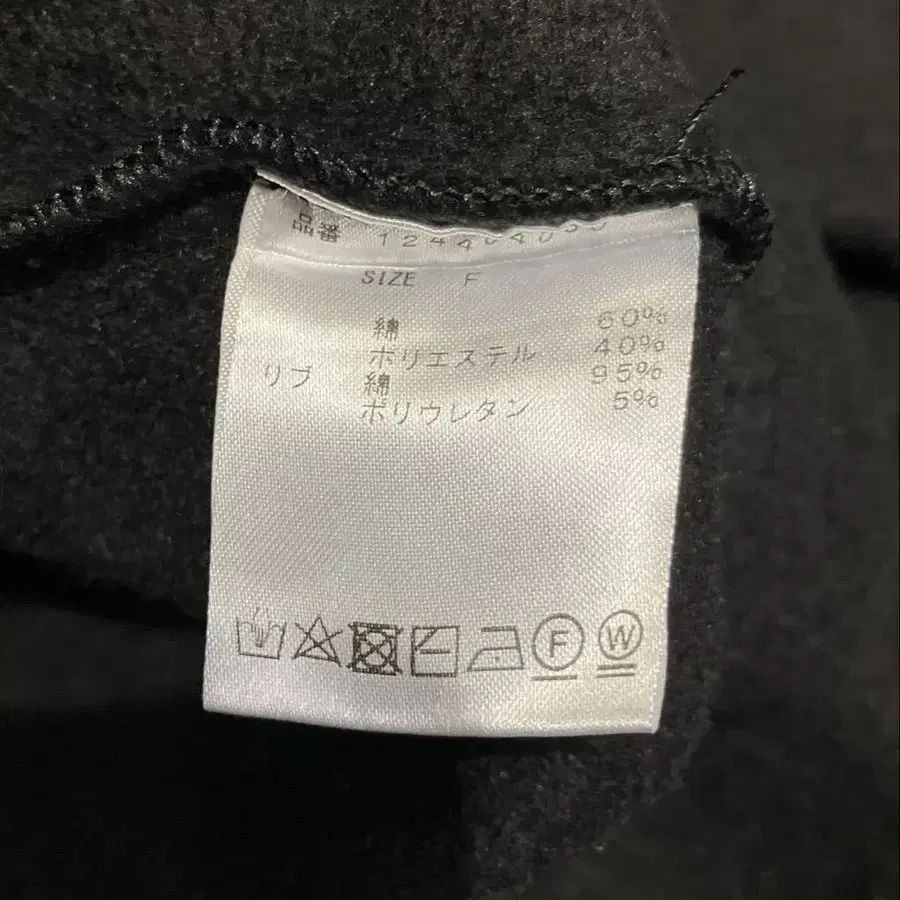 品番
SIZE F
綿 60%
ポリエステル 40%
リブ 綿 95%
ポリウレタン 5%
F W